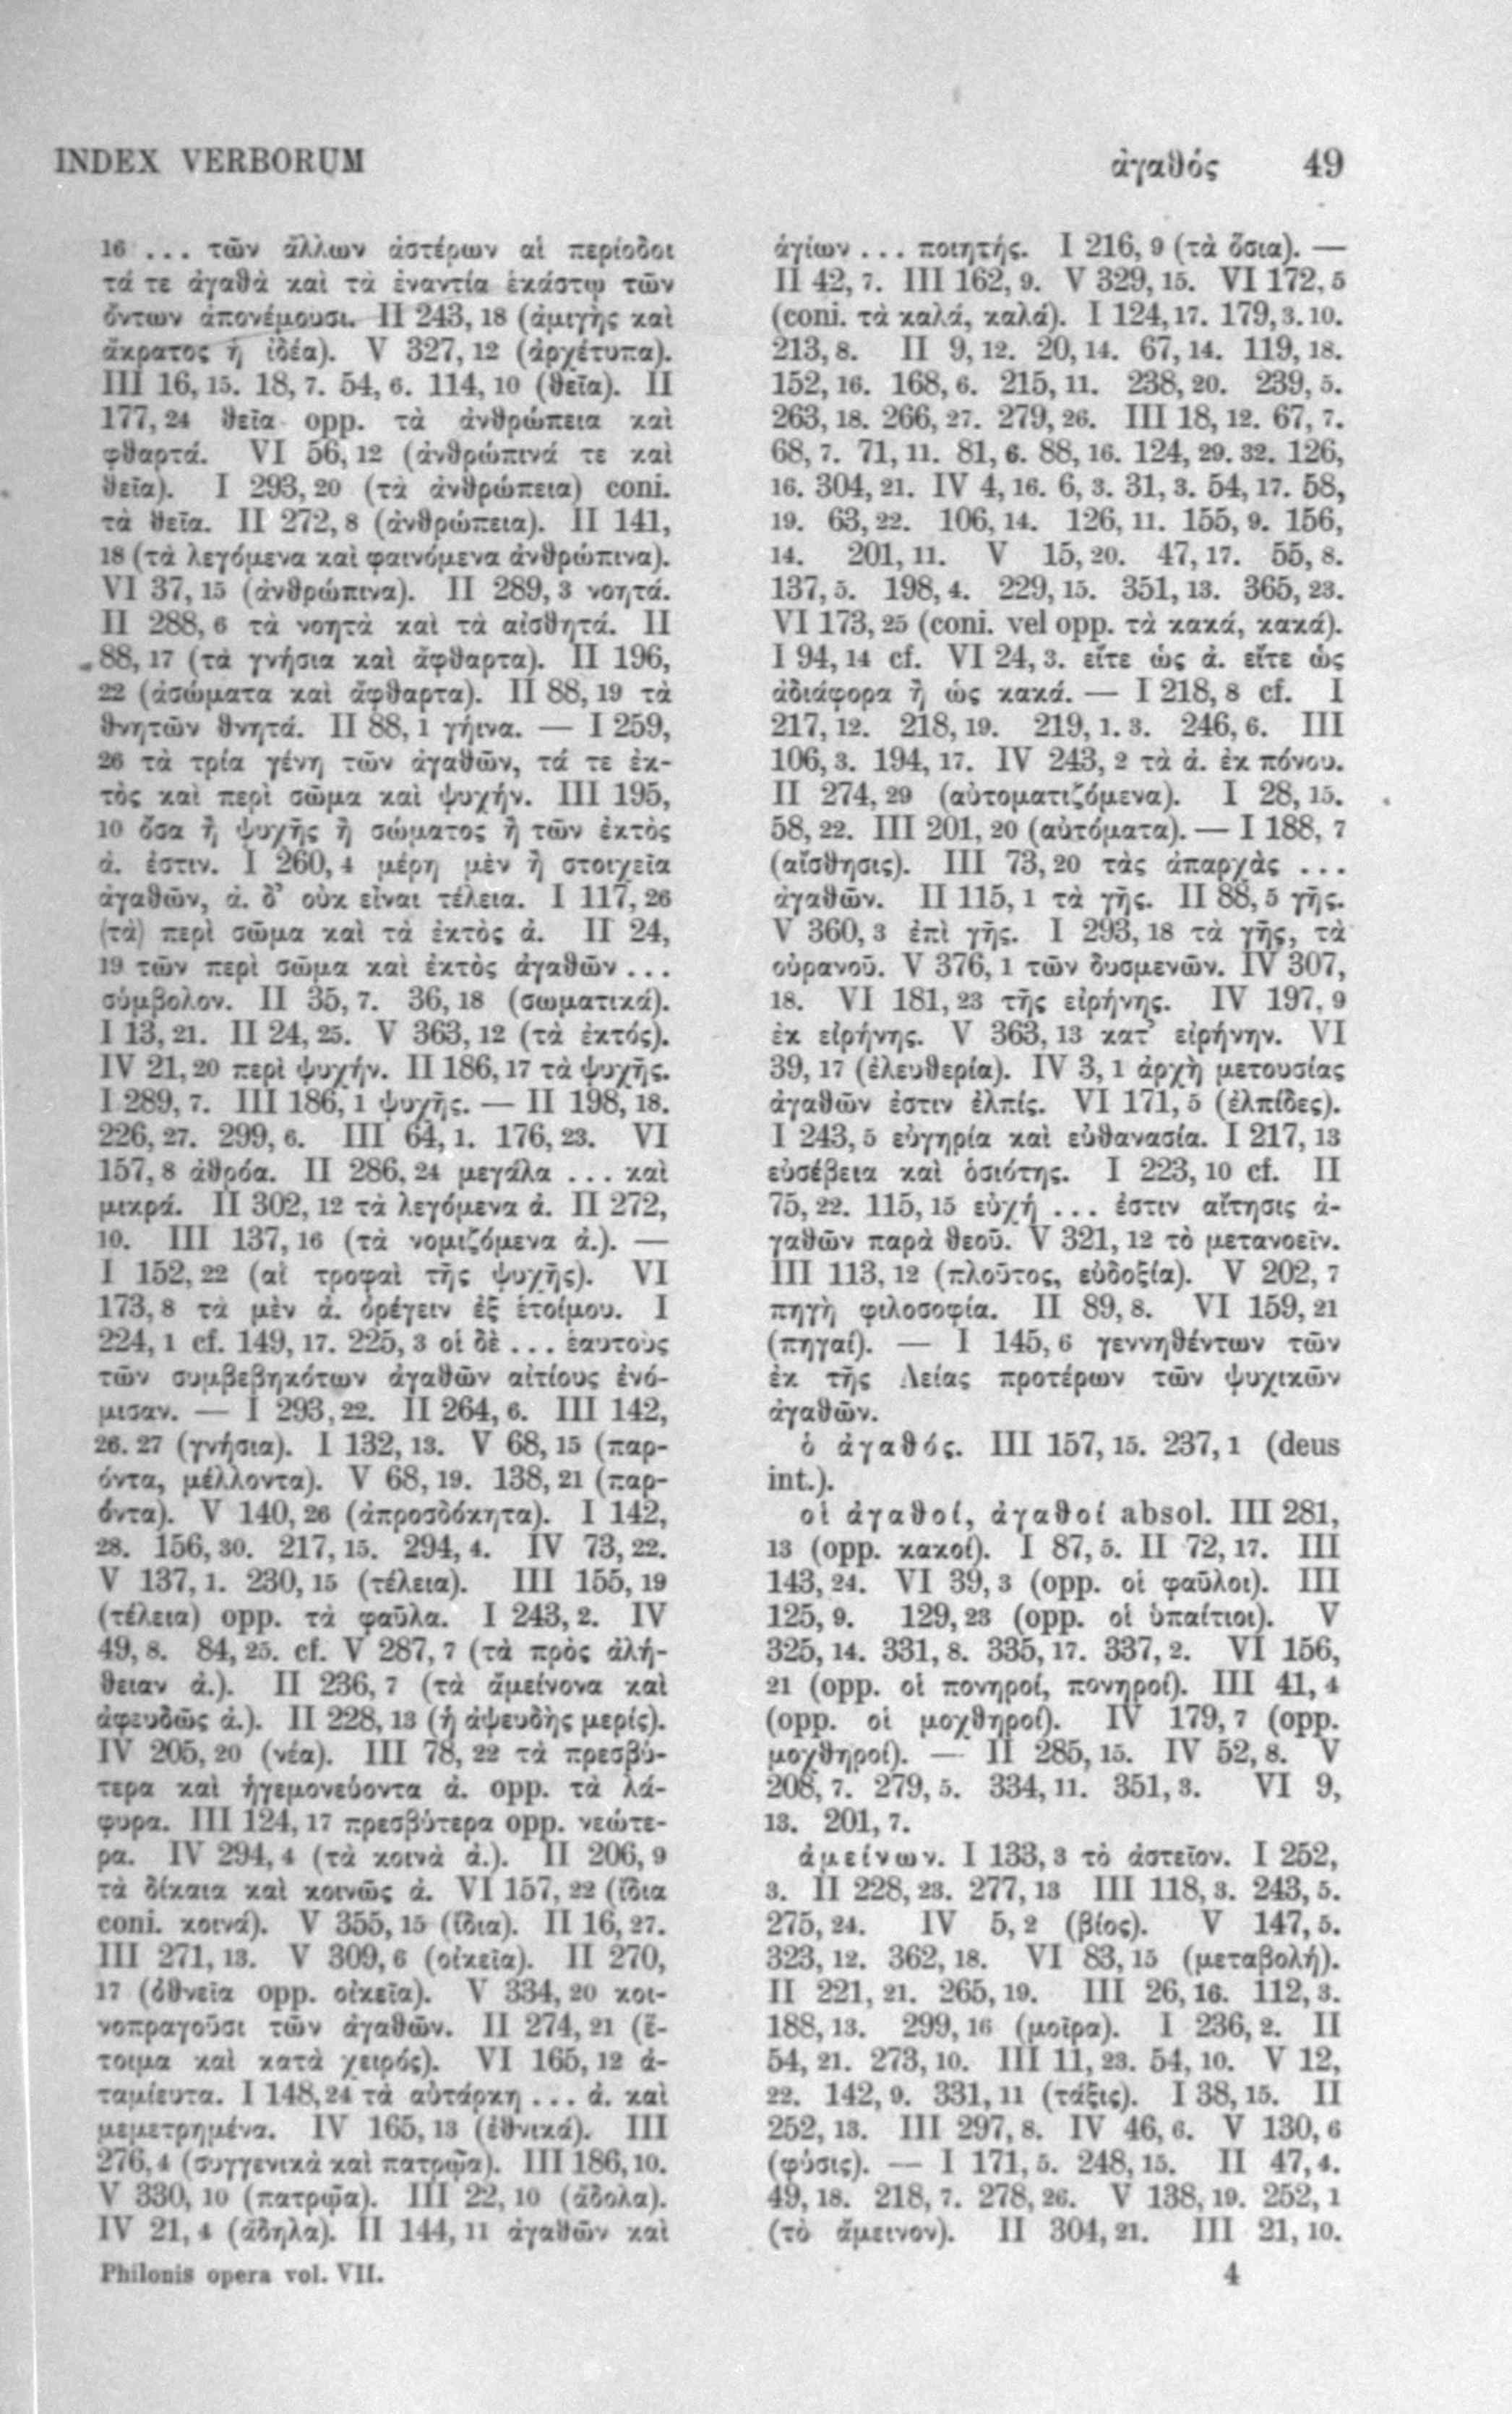 INDEX VERBORUM
ἀγαθός 49
16 ... τῶν ἄλλων ἀστέρων αἱ περίοδοι
τά τε ἀγαθὰ καὶ τὰ ἐναντία ἑκάστῳ τῶν
ὄντων ἀπονέμουσι. II 243, 18 (ἀμιγὴς καὶ
ἄκρατος ἡ ἰδέα). V 327, 12 (ἀρχέτυπα).
III 16, 15. 18, 7. 54, 6. 114, 10 (θεῖα). II
177, 24 θεῖα opp. τὰ ἀνθρώπεια καὶ
φθαρτά. VI 56, 12 (ἀνθρώπινά τε καὶ
θεῖα). I 293, 20 (τὰ ἀνθρώπεια) coni.
τὰ θεῖα. II 272, 8 (ἀνθρώπεια). II 141,
18 (τὰ λεγόμενα καὶ φαινόμενα ἀνθρώπινα).
VI 37, 15 (ἀνθρώπινα). II 289, 3 νοητά.
II 288, 6 τὰ νοητὰ καὶ τὰ αἰσθητά. II
88, 17 (τὰ γνήσια καὶ ἄφθαρτα). II 196,
22 (ἀσώματα καὶ ἄφθαρτα). II 88, 19 τὰ
θνητῶν θνητά. II 88, 1 γήινα. — I 259,
26 τὰ τρία γένη τῶν ἀγαθῶν, τά τε ἐκ-
τὸς καὶ περὶ σῶμα καὶ ψυχήν. III 195,
10 ὅσα ἢ ψυχῆς ἢ σώματος ἢ τῶν ἐκτὸς
ἀ. ἐστιν. I 260, 4 μέρη μὲν ἢ στοιχεῖα
ἀγαθῶν, ἀ. δ’ οὐκ εἶναι τέλεια. I 117, 26
(τὰ) περὶ σῶμα καὶ τὰ ἐκτὸς ἀ. II 24,
19 τῶν περὶ σῶμα καὶ ἐκτὸς ἀγαθῶν ...
σύμβολον. II 35, 7. 36, 18 (σωματικά).
I 13, 21. II 24, 25. V 363, 12 (τὰ ἐκτός).
IV 21, 20 περὶ ψυχήν. II 186, 17 τὰ ψυχῆς.
I 289, 7. III 186, 1 ψυχῆς. — II 198, 18.
226, 27. 299, 6. III 64, 1. 176, 23. VI
157, 8 ἀθρόα. II 286, 24 μεγάλα ... καὶ
μικρά. II 302, 12 τὰ λεγόμενα ἀ. II 272,
10. III 137, 16 (τὰ νομιζόμενα ἀ.). —
I 152, 22 (αἱ τροφαὶ τῆς ψυχῆς). VI
173, 8 τὰ μὲν ἀ. ὀρέγειν ἐξ ἑτοίμου. I
224, 1 cf. 149, 17. 225, 3 οἱ δὲ ... ἑαυτοὺς
τῶν συμβεβηκότων ἀγαθῶν αἰτίους ἐνό-
μισαν. — I 293, 22. II 264, 6. III 142,
26. 27 (γνήσια). I 132, 13. V 68, 15 (παρ-
όντα, μέλλοντα). V 68, 19. 138, 21 (παρ-
όντα). V 140, 26 (ἀπροσδόκητα). I 142,
28. 156, 30. 217, 15. 294, 4. IV 73, 22.
V 137, 1. 230, 15 (τέλεια). III 155, 19
(τέλεια) opp. τὰ φαῦλα. I 243, 2. IV
49, 8. 84, 25. cf. V 287, 7 (τὰ πρὸς ἀλή-
θειαν ἀ.). II 236, 7 (τὰ ἀμείνονα καὶ
ἀψευδῶς ἀ.). II 228, 13 (ἡ ἀψευδὴς μερίς).
IV 205, 20 (νέα). III 78, 22 τὰ πρεσβύ-
τερα καὶ ἡγεμονεύοντα ἀ. opp. τὰ λά-
φυρα. III 124, 17 πρεσβύτερα opp. νεώτε-
ρα. IV 294, 4 (τὰ κοινὰ ἀ.). II 206, 9
τὰ δίκαια καὶ κοινῶς ἀ. VI 157, 22 (ἴδια
coni. κοινά). V 355, 15 (ἴδια). II 16, 27.
III 271, 13. V 309, 6 (οἰκεῖα). II 270,
17 (ὀθνεῖα opp. οἰκεῖα). V 334, 20 κοι-
νοπραγοῦσι τῶν ἀγαθῶν. II 274, 21 (ἕ-
τοιμα καὶ κατὰ χειρός). VI 165, 12 ἀ-
ταμίευτα. I 148, 24 τὰ αὐτάρκη ... ἀ. καὶ
μεμετρημένα. IV 165, 13 (ἐθνικά). III
276, 4 (συγγενικὰ καὶ πατρῷα). III 186, 10.
V 330, 10 (πατρῷα). III 22, 10 (ἄδολα).
IV 21, 4 (ἄδηλα). II 144, 11 ἀγαθῶν καὶ
Philonis opera vol. VII.
ἁγίων ... ποιητής. I 216, 9 (τὰ ὅσια). —
II 42, 7. III 162, 9. V 329, 15. VI 172, 5
(coni. τὰ καλά, καλά). I 124, 17. 179, 3. 10.
213, 8. II 9, 12. 20, 14. 67, 14. 119, 18.
152, 16. 168, 6. 215, 11. 238, 20. 239, 5.
263, 18. 266, 27. 279, 26. III 18, 12. 67, 7.
68, 7. 71, 11. 81, 6. 88, 16. 124, 29. 32. 126,
16. 304, 21. IV 4, 16. 6, 3. 31, 3. 54, 17. 58,
19. 63, 22. 106, 14. 126, 11. 155, 9. 156,
14. 201, 11. V 15, 20. 47, 17. 55, 8.
137, 5. 198, 4. 229, 15. 351, 13. 365, 23.
VI 173, 25 (coni. vel opp. τὰ κακά, κακά).
I 94, 14 cf. VI 24, 3. εἴτε ὡς ἀ. εἴτε ὡς
ἀδιάφορα ἢ ὡς κακά. — I 218, 8 cf. I
217, 12. 218, 19. 219, 1. 3. 246, 6. III
106, 3. 194, 17. IV 243, 2 τὰ ἀ. ἐκ πόνου.
II 274, 29 (αὐτοματιζόμενα). I 28, 15.
58, 22. III 201, 20 (αὐτόματα). — I 188, 7
(αἴσθησις). III 73, 20 τὰς ἀπαρχὰς ...
ἀγαθῶν. II 115, 1 τὰ γῆς. II 88, 5 γῆς.
V 360, 3 ἐπὶ γῆς. I 293, 18 τὰ γῆς, τὰ
οὐρανοῦ. V 376, 1 τῶν δυσμενῶν. IV 307,
18. VI 181, 23 τῆς εἰρήνης. IV 197, 9
ἐκ εἰρήνης. V 363, 13 κατ’ εἰρήνην. VI
39, 17 (ἐλευθερία). IV 3, 1 ἀρχὴ μετουσίας
ἀγαθῶν ἐστιν ἐλπίς. VI 171, 5 (ἐλπίδες).
I 243, 5 εὐγηρία καὶ εὐθανασία. I 217, 13
εὐσέβεια καὶ ὁσιότης. I 223, 10 cf. II
75, 22. 115, 15 εὐχή ... ἐστιν αἴτησις ἀ-
γαθῶν παρὰ θεοῦ. V 321, 12 τὸ μετανοεῖν.
III 113, 12 (πλοῦτος, εὐδοξία). V 202, 7
πηγὴ φιλοσοφία. II 89, 8. VI 159, 21
(πηγαί). — I 145, 6 γεννηθέντων τῶν
ἐκ τῆς Λείας προτέρων τῶν ψυχικῶν
ἀγαθῶν.
ὁ ἀγαθός. III 157, 15. 237, 1 (deus
int.).
οἱ ἀγαθοί, ἀγαθοί absol. III 281,
13 (opp. κακοί). I 87, 5. II 72, 17. III
143, 24. VI 39, 3 (opp. οἱ φαῦλοι). III
125, 9. 129, 23 (opp. οἱ ὑπαίτιοι). V
325, 14. 331, 8. 335, 17. 337, 2. VI 156,
21 (opp. οἱ πονηροί, πονηροί). III 41, 4
(opp. οἱ μοχθηροί). IV 179, 7 (opp.
μοχθηροί). — II 285, 15. IV 52, 8. V
208, 7. 279, 5. 334, 11. 351, 3. VI 9,
13. 201, 7.
ἀμείνων. I 133, 3 τὸ ἀστεῖον. I 252,
3. II 228, 23. 277, 13 III 118, 3. 243, 5.
275, 24. IV 5, 2 (βίος). V 147, 5.
323, 12. 362, 18. VI 83, 15 (μεταβολή).
II 221, 21. 265, 19. III 26, 16. 112, 3.
188, 13. 299, 16 (μοῖρα). I 236, 2. II
54, 21. 273, 10. III 11, 23. 54, 10. V 12,
22. 142, 9. 331, 11 (τάξις). I 38, 15. II
252, 13. III 297, 8. IV 46, 6. V 130, 6
(φύσις). — I 171, 5. 248, 15. II 47, 4.
49, 18. 218, 7. 278, 26. V 138, 19. 252, 1
(τὸ ἄμεινον). II 304, 21. III 21, 10.
4